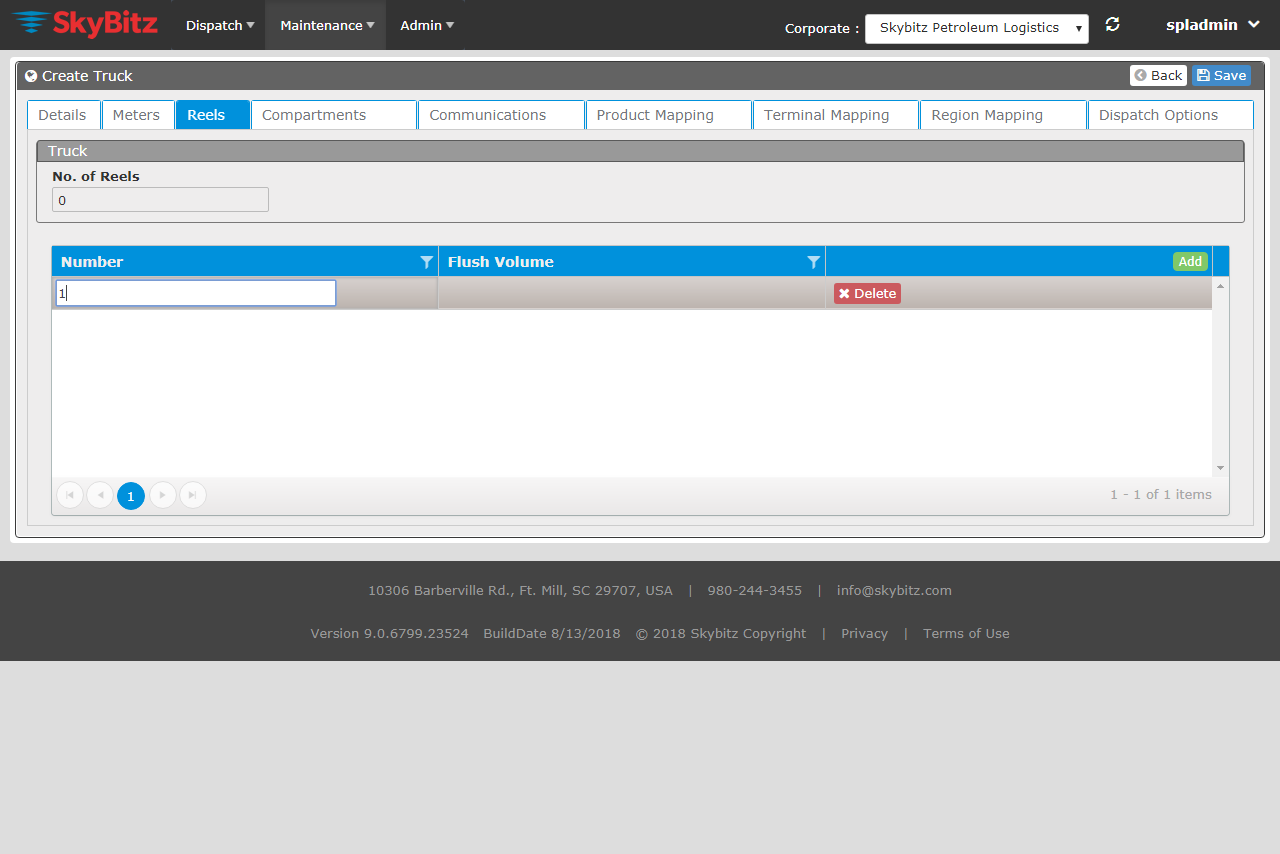 SkyBitz Dispatch Maintenance Admin Corporate : Skybitz Petroleum Logistics spladmin
Create Truck Back Save
Details Meters Reels Compartments Communications Product Mapping Terminal Mapping Region Mapping Dispatch Options
Truck
No. of Reels
0
Number Flush Volume Add
1 Delete
1 1 - 1 of 1 items
10306 Barberville Rd., Ft. Mill, SC 29707, USA | 980-244-3455 | info@skybitz.com
Version 9.0.6799.23524 BuildDate 8/13/2018 © 2018 Skybitz Copyright | Privacy | Terms of Use